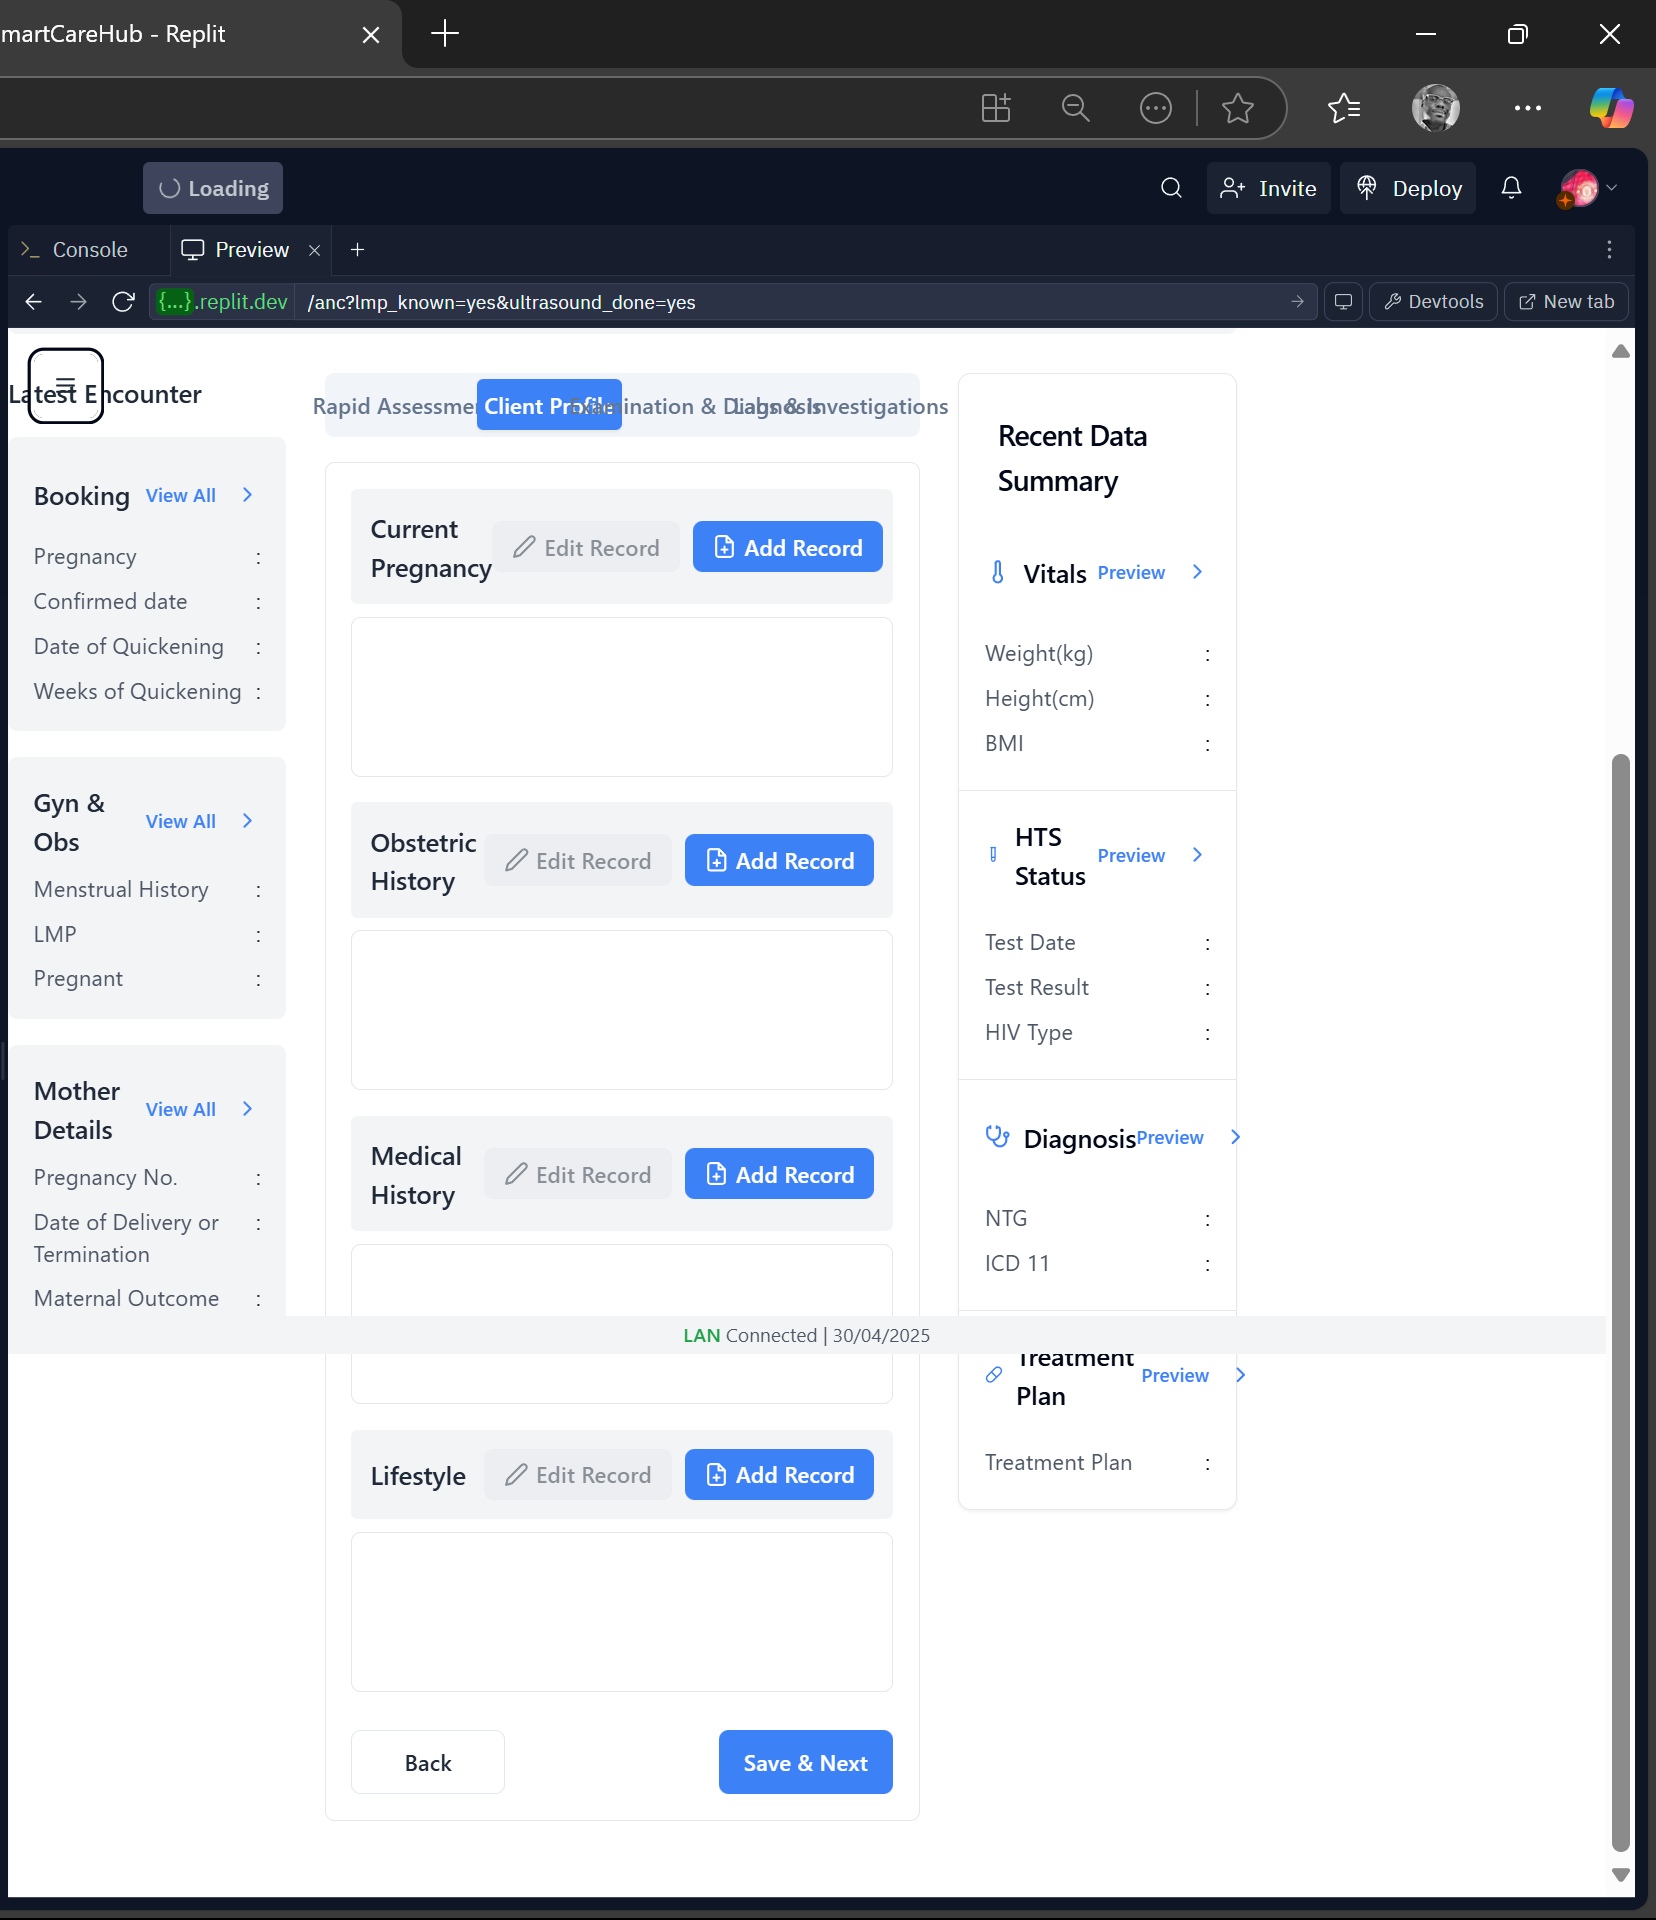 martCareHub - Replit
Loading
Invite
Deploy
Console
Preview
{...}.replit.dev
/anc?lmp_known=yes&ultrasound_done=yes
Devtools
New tab
Latest Encounter
Booking
View All
Pregnancy :
Confirmed date :
Date of Quickening :
Weeks of Quickening :
Gyn &
Obs
View All
Menstrual History :
LMP :
Pregnant :
Mother
Details
View All
Pregnancy No. :
Date of Delivery or :
Termination
Maternal Outcome :
Rapid Assessmen
Client Profile
Examination & Diagnosis
Labs & Investigations
Current
Pregnancy
Edit Record
Add Record
Obstetric
History
Edit Record
Add Record
Medical
History
Edit Record
Add Record
LAN Connected | 30/04/2025
Lifestyle
Edit Record
Add Record
Back
Save & Next
Recent Data
Summary
Vitals
Preview
Weight(kg) :
Height(cm) :
BMI :
HTS
Status
Preview
Test Date :
Test Result :
HIV Type :
Diagnosis
Preview
NTG :
ICD 11 :
Treatment
Plan
Preview
Treatment Plan :